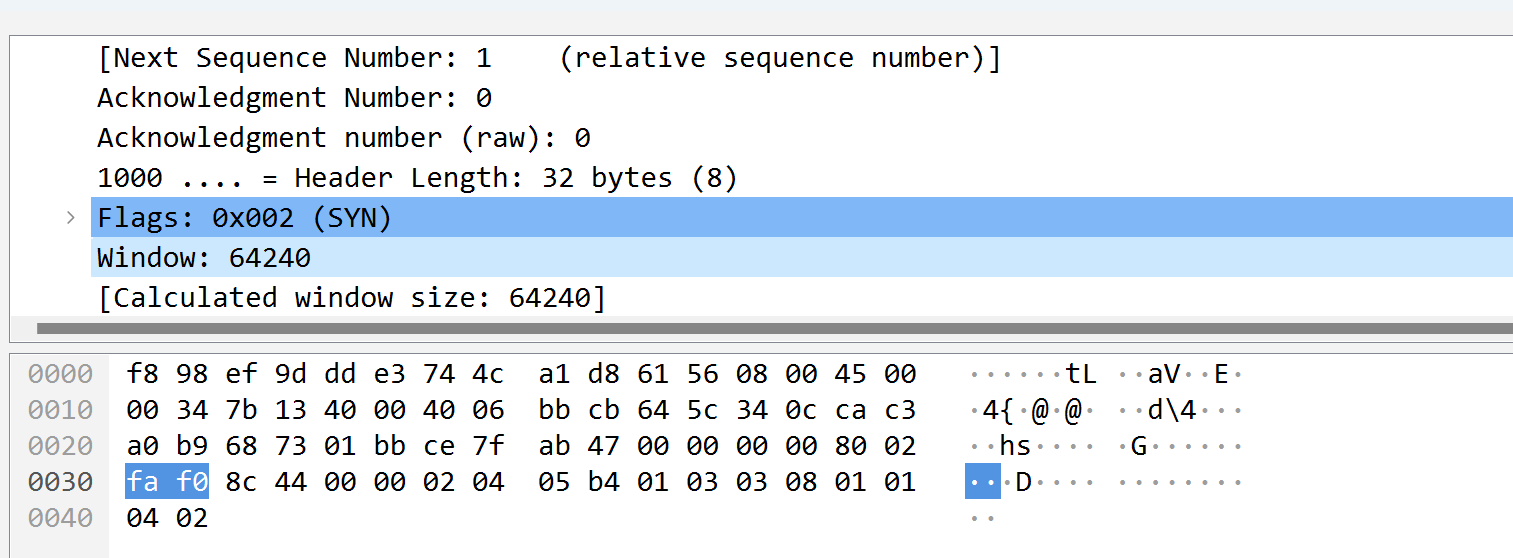 [Next Sequence Number: 1    (relative sequence number)]
Acknowledgment Number: 0
Acknowledgment number (raw): 0
1000 .... = Header Length: 32 bytes (8)
Flags: 0x002 (SYN)
Window: 64240
[Calculated window size: 64240]
0000  f8 98 ef 9d dd e3 74 4c  a1 d8 61 56 08 00 45 00  ······tL ··aV··E·
0010  00 34 7b 13 40 00 40 06  bb cb 64 5c 34 0c ca c3  ·4{·@·@· ··d\4···
0020  a0 b9 68 73 01 bb ce 7f  ab 47 00 00 00 00 80 02  ··hs···· ·G······
0030  fa f0 8c 44 00 00 02 04  05 b4 01 03 03 08 01 01  ···D···· ········
0040  04 02  ··